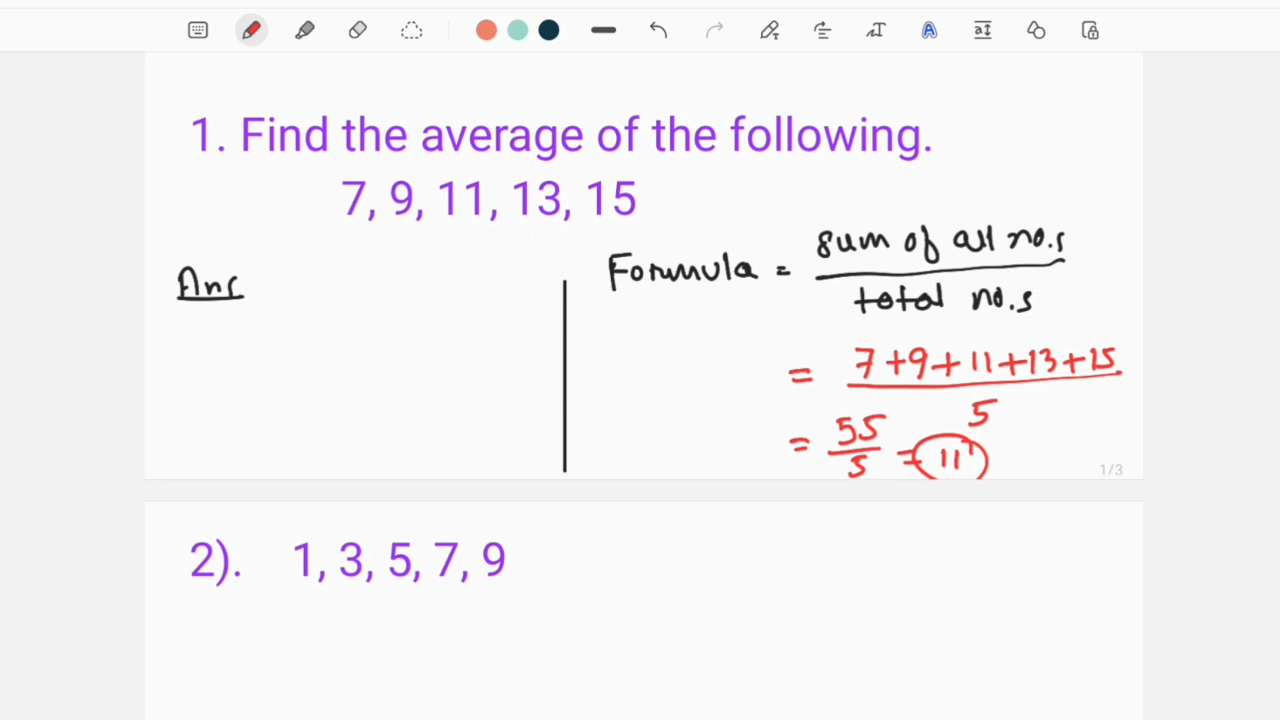 1. Find the average of the following.
7, 9, 11, 13, 15
Ans
Formula = sum of all no.s
total no.s
= 7+9+11+13+15
5
= 55
5
= 11
1/3
2). 1, 3, 5, 7, 9